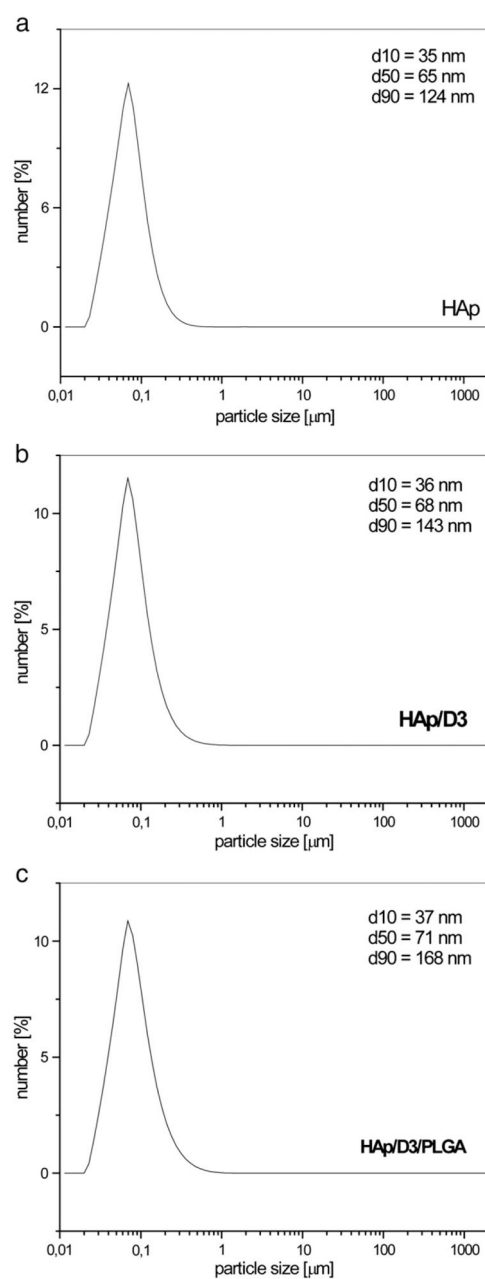 a
d10 = 35 nm
d50 = 65 nm
d90 = 124 nm
12
6
0
number [%]
HAp
0,01 0,1 1 10 100 1000
particle size [μm]
b
d10 = 36 nm
d50 = 68 nm
d90 = 143 nm
10
5
0
number [%]
HAp/D3
0,01 0,1 1 10 100 1000
particle size [μm]
c
d10 = 37 nm
d50 = 71 nm
d90 = 168 nm
10
5
0
number [%]
HAp/D3/PLGA
0,01 0,1 1 10 100 1000
particle size [μm]